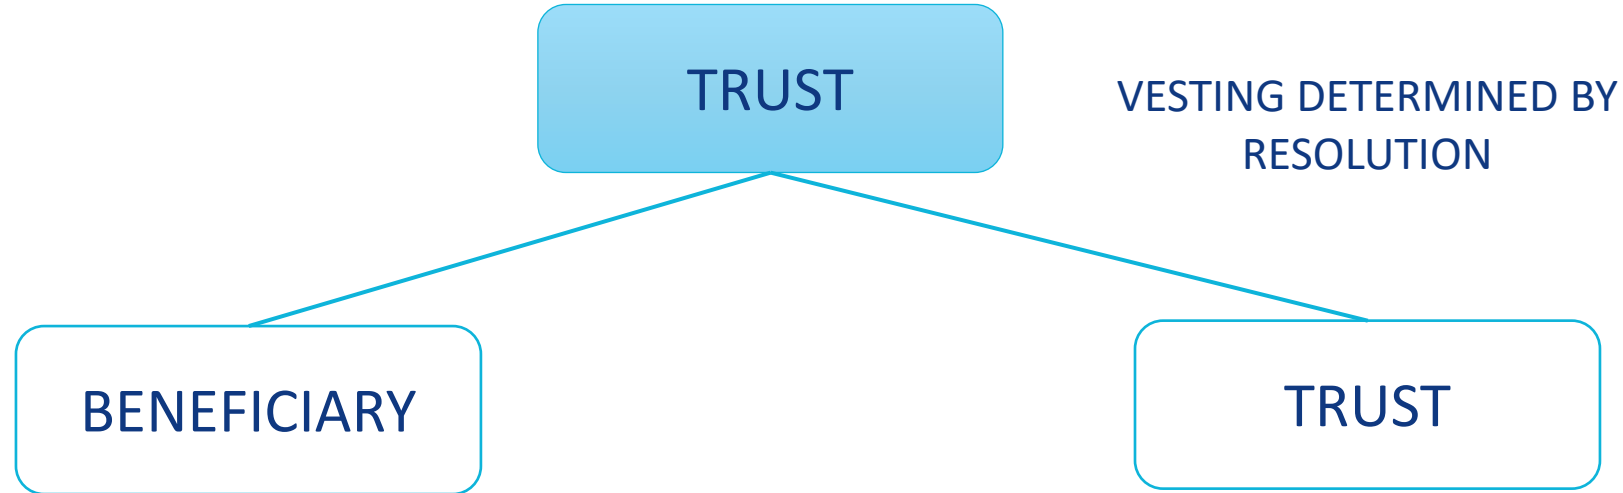 TRUST
VESTING DETERMINED BY
RESOLUTION
BENEFICIARY
TRUST